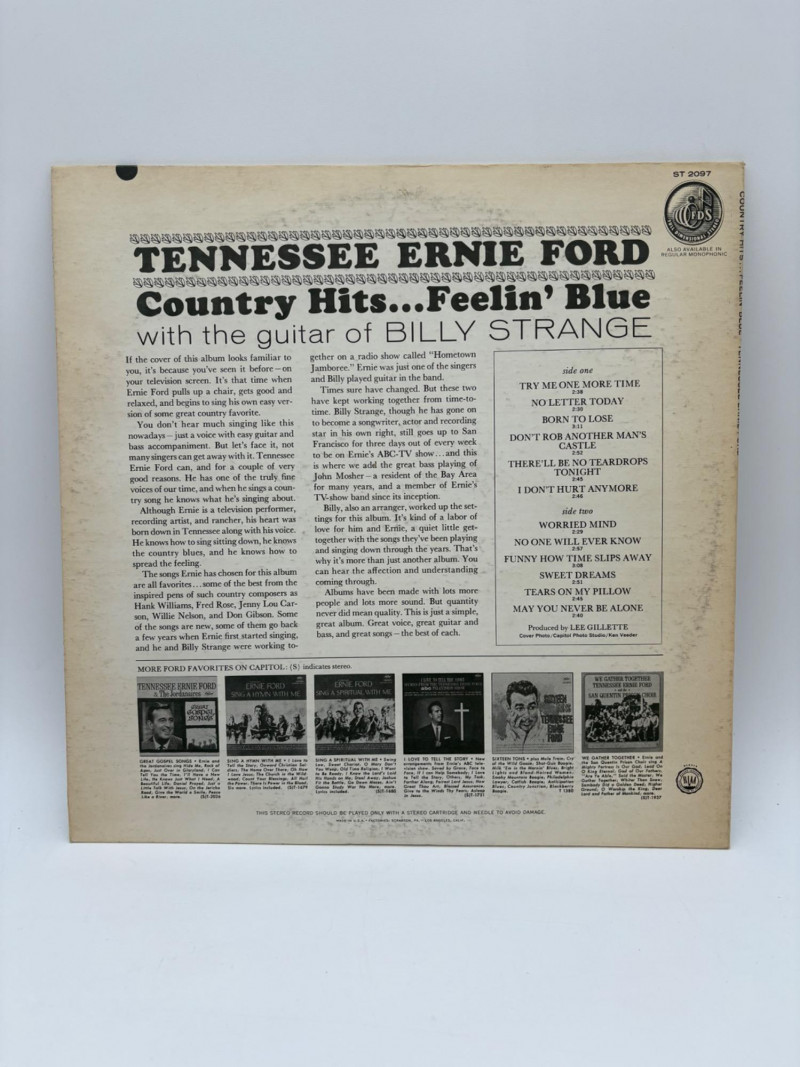 ST 2097
FDS
ALSO AVAILABLE IN
REGULAR MONOPHONIC
TENNESSEE ERNIE FORD
Country Hits...Feelin' Blue
with the guitar of BILLY STRANGE
If the cover of this album looks familiar to
you, it's because you've seen it before – on
your television screen. It's that time when
Ernie Ford pulls up a chair, gets good and
relaxed, and begins to sing his own easy ver-
sion of some great country favorite.
You don't hear much singing like this
nowadays – just a voice with easy guitar and
bass accompaniment. But let's face it, not
many singers can get away with it. Tennessee
Ernie Ford can, and for a couple of very
good reasons. He has one of the truly fine
voices of our time, and when he sings a coun-
try song he knows what he's singing about.
Although Ernie is a television performer,
recording artist, and rancher, his heart was
born down in Tennessee along with his voice.
He knows how to sing sitting down, he knows
the country blues, and he knows how to
spread the feeling.
The songs Ernie has chosen for this album
are all favorites...some of the best from the
inspired pens of such country composers as
Hank Williams, Fred Rose, Jenny Lou Car-
son, Willie Nelson, and Don Gibson. Some
of the songs are new, some of them go back
a few years when Ernie first started singing,
and he and Billy Strange were working to-
gether on a radio show called "Hometown
Jamboree." Ernie was just one of the singers
and Billy played guitar in the band.
Times sure have changed. But these two
have kept working together from time-to-
time. Billy Strange, though he has gone on
to become a songwriter, actor and recording
star in his own right, still goes up to San
Francisco for three days out of every week
to be on Ernie's ABC-TV show...and this
is where we add the great bass playing of
John Mosher – a resident of the Bay Area
for many years, and a member of Ernie's
TV-show band since its inception.
Billy, also an arranger, worked up the set-
tings for this album. It's kind of a labor of
love for him and Ernie, a quiet little get-
together with the songs they've been playing
and singing down through the years. That's
why it's more than just another album. You
can hear the affection and understanding
coming through.
Albums have been made with lots more
people and lots more sound. But quantity
never did mean quality. This is just a simple,
great album. Great voice, great guitar and
bass, and great songs – the best of each.
side one
TRY ME ONE MORE TIME
2:38
NO LETTER TODAY
2:30
BORN TO LOSE
3:11
DON'T ROB ANOTHER MAN'S
CASTLE
2:52
THERE'LL BE NO TEARDROPS
TONIGHT
2:45
I DON'T HURT ANYMORE
2:46
side two
WORRIED MIND
2:29
NO ONE WILL EVER KNOW
2:57
FUNNY HOW TIME SLIPS AWAY
3:08
SWEET DREAMS
2:51
TEARS ON MY PILLOW
2:45
MAY YOU NEVER BE ALONE
2:40
Produced by LEE GILLETTE
Cover Photo/Capitol Photo Studio/Ken Veeder
MORE FORD FAVORITES ON CAPITOL: (S) indicates stereo.
TENNESSEE ERNIE FORD
& The Jordanaires
GREAT GOSPEL SONGS
ERNIE FORD
SING A HYMN WITH ME
ERNIE FORD
SING A SPIRITUAL WITH ME
I LOVE TO TELL THE STORY
SIXTEEN TONS
TENNESSEE ERNIE FORD
WE GATHER TOGETHER
TENNESSEE ERNIE FORD
SAN QUENTIN PRISON CHOIR
GREAT GOSPEL SONGS
SING A HYMN WITH ME
SING A SPIRITUAL WITH ME
I LOVE TO TELL THE STORY
SIXTEEN TONS
WE GATHER TOGETHER
THIS STEREO RECORD SHOULD BE PLAYED ONLY WITH A STEREO CARTRIDGE AND NEEDLE TO AVOID DAMAGE.